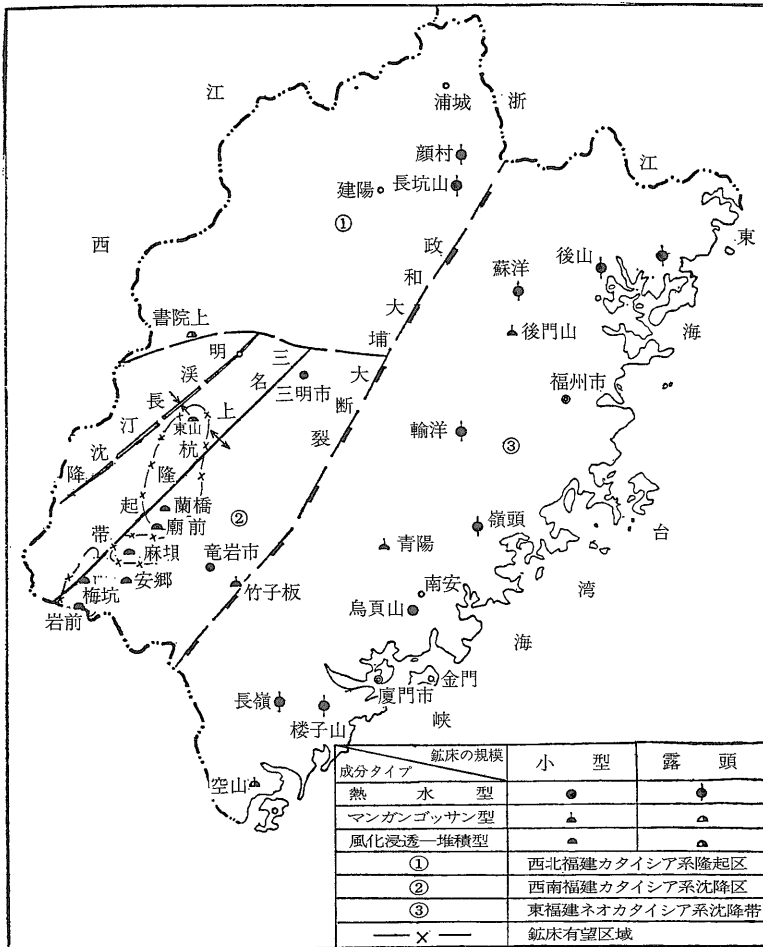 江
浙
浦城
江
顔村
建陽
長坑山
①
西
政和大埔大断裂
東海
蘇洋
後山
書院上
後門山
明渓
三明市
福州市
長汀沈降
三名上杭隆起帯
東山
輸洋
③
蘭橋
②
廟前
嶺頭
台湾海峡
麻垻
竜岩市
青陽
安郷
竹子板
南安
梅坑
烏頁山
岩前
厦門市
金門
長嶺
楼子山
空山
鉱床の規模
成分タイプ
小型
露頭
熱水型
マンガンゴッサン型
風化浸透―堆積型
① 西北福建カタイシア系隆起区
② 西南福建カタイシア系沈降区
③ 東福建ネオカタイシア系沈降帯
―×― 鉱床有望区域